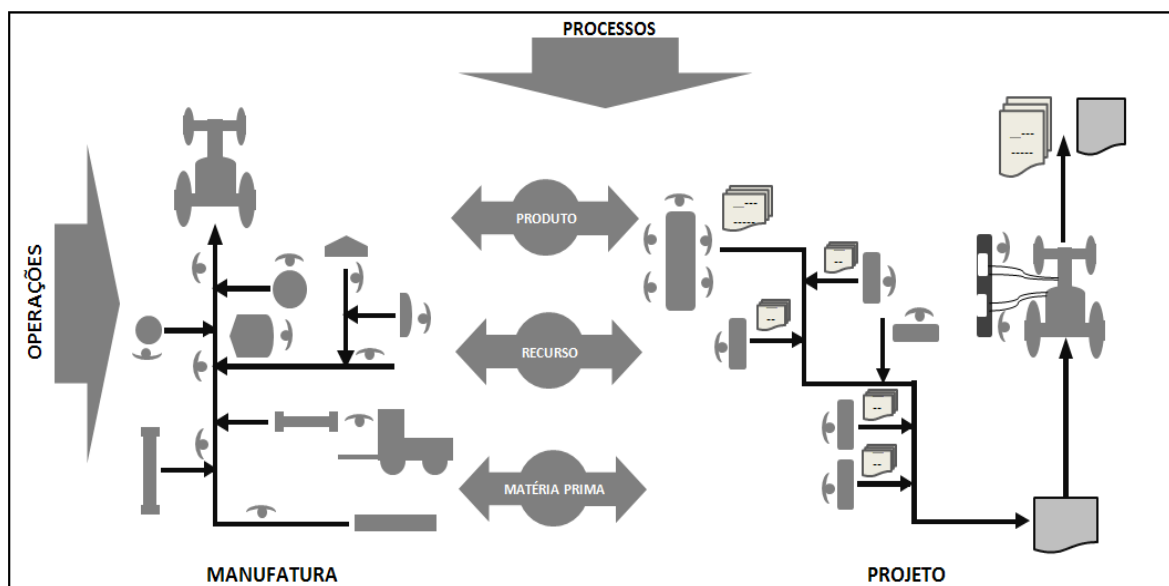 PROCESSOS
OPERAÇÕES
PRODUTO
RECURSO
MATÉRIA PRIMA
MANUFATURA
PROJETO